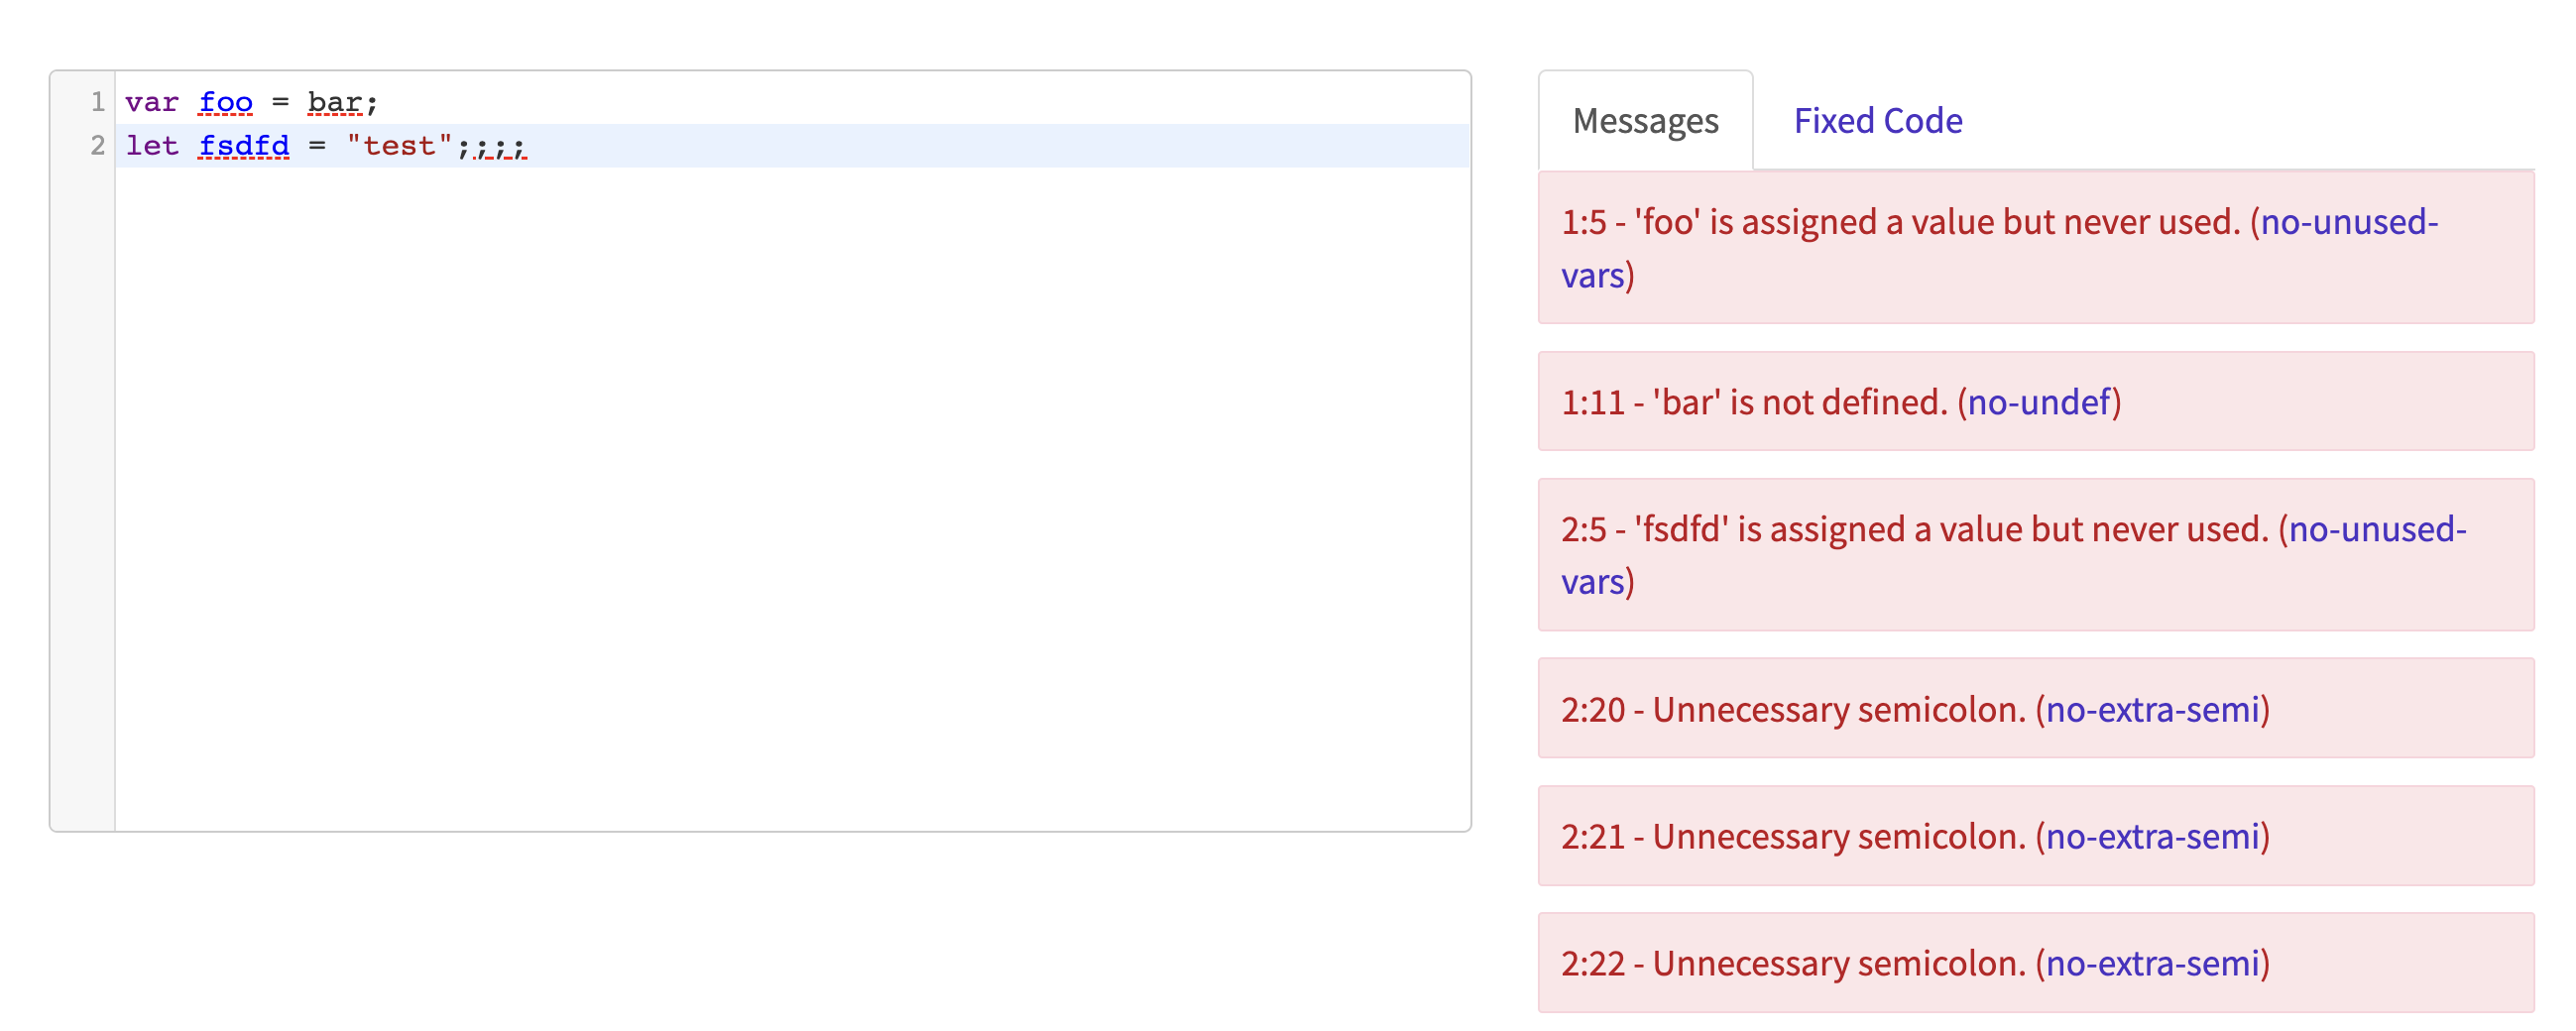 1 var foo = bar;
2 let fsdfd = "test";;;;
Messages Fixed Code
1:5 - 'foo' is assigned a value but never used. (no-unused-
vars)
1:11 - 'bar' is not defined. (no-undef)
2:5 - 'fsdfd' is assigned a value but never used. (no-unused-
vars)
2:20 - Unnecessary semicolon. (no-extra-semi)
2:21 - Unnecessary semicolon. (no-extra-semi)
2:22 - Unnecessary semicolon. (no-extra-semi)